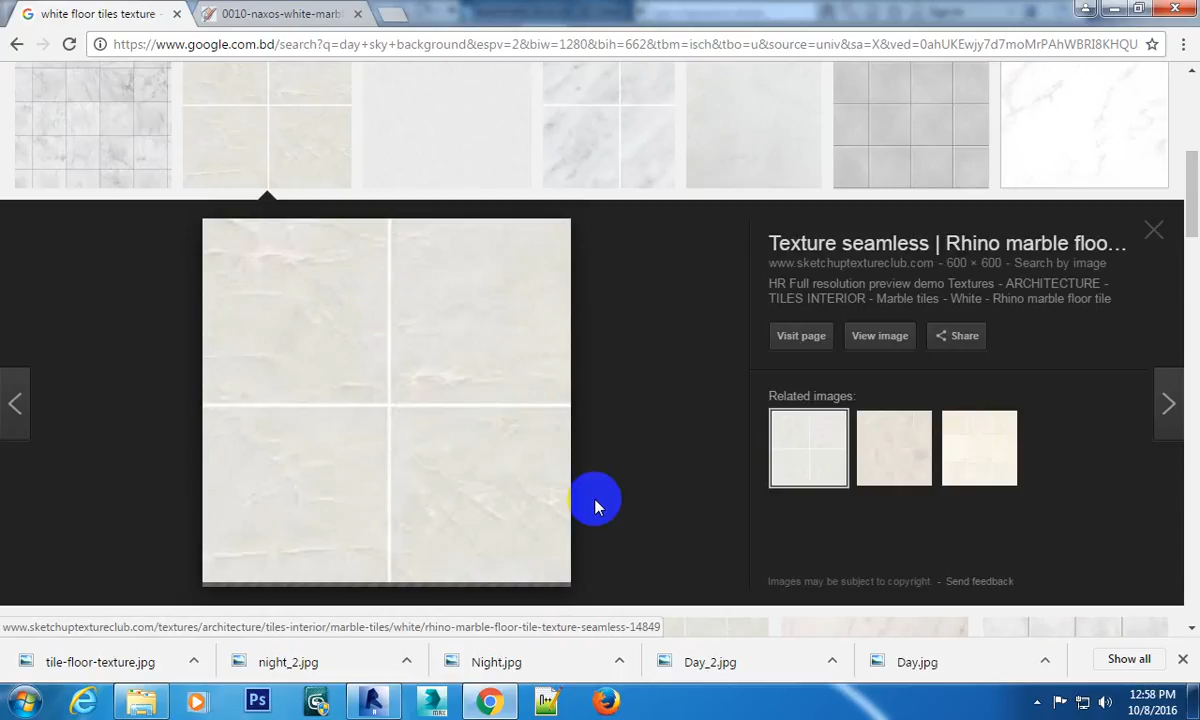 white floor tiles texture -
0010-naxos-white-marbl
https://www.google.com.bd/search?q=day+sky+background&espv=2&biw=1280&bih=662&tbm=isch&tbo=u&source=univ&sa=X&ved=0ahUKEwjy7d7moMrPAhWBRI8KHQU
Texture seamless | Rhino marble floo...
www.sketchuptextureclub.com - 600 × 600 - Search by image
HR Full resolution preview demo Textures - ARCHITECTURE -
TILES INTERIOR - Marble tiles - White - Rhino marble floor tile
Visit page
View image
Share
Related images:
Images may be subject to copyright. - Send feedback
www.sketchuptextureclub.com/textures/architecture/tiles-interior/marble-tiles/white/rhino-marble-floor-tile-texture-seamless-14849
tile-floor-texture.jpg
night_2.jpg
Night.jpg
Day_2.jpg
Day.jpg
Show all
Ps
12:58 PM
10/8/2016